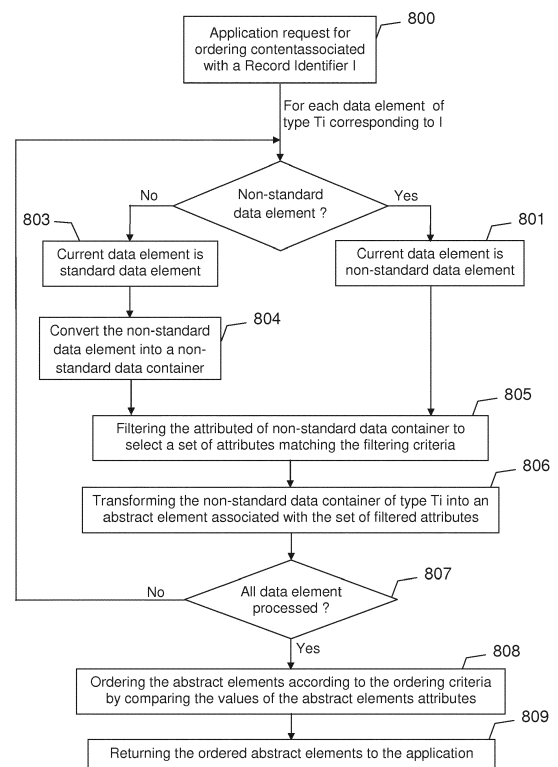 800
Application request for
ordering contentassociated
with a Record Identifier I
For each data element of
type Ti corresponding to I
Non-standard
data element ?
No
Yes
803
801
Current data element is
standard data element
Current data element is
non-standard data element
804
Convert the non-standard
data element into a non-
standard data container
805
Filtering the attributed of non-standard data container to
select a set of attributes matching the filtering criteria
806
Transforming the non-standard data container of type Ti into an
abstract element associated with the set of filtered attributes
807
All data element
processed ?
No
Yes
808
Ordering the abstract elements according to the ordering criteria
by comparing the values of the abstract elements attributes
809
Returning the ordered abstract elements to the application